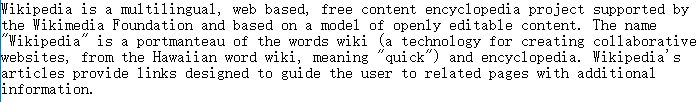 Wikipedia is a multilingual, web based, free content encyclopedia project supported by
the Wikimedia Foundation and based on a model of openly editable content. The name
"Wikipedia" is a portmanteau of the words wiki (a technology for creating collaborative
websites, from the Hawaiian word wiki, meaning "quick") and encyclopedia. Wikipedia's
articles provide links designed to guide the user to related pages with additional
information.